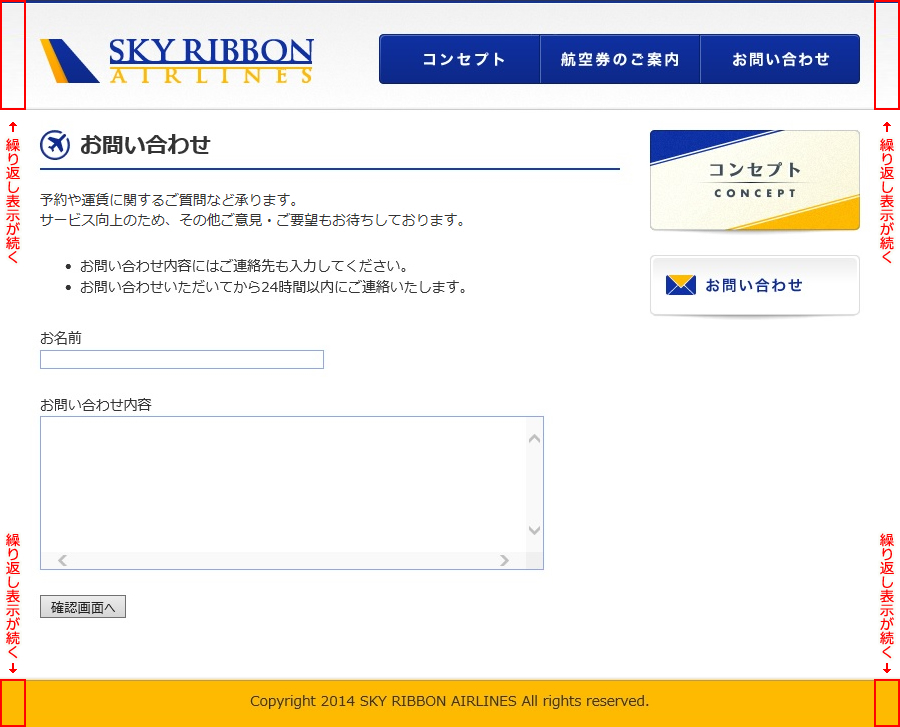 SKY RIBBON
AIRLINES
コンセプト
航空券のご案内
お問い合わせ
繰り返し表示が続く
お問い合わせ
予約や運賃に関するご質問など承ります。
サービス向上のため、その他ご意見・ご要望もお待ちしております。
お問い合わせ内容にはご連絡先も入力してください。
お問い合わせいただいてから24時間以内にご連絡いたします。
お名前
お問い合わせ内容
確認画面へ
コンセプト
CONCEPT
お問い合わせ
繰り返し表示が続く
繰り返し表示が続く
繰り返し表示が続く
Copyright 2014 SKY RIBBON AIRLINES All rights reserved.